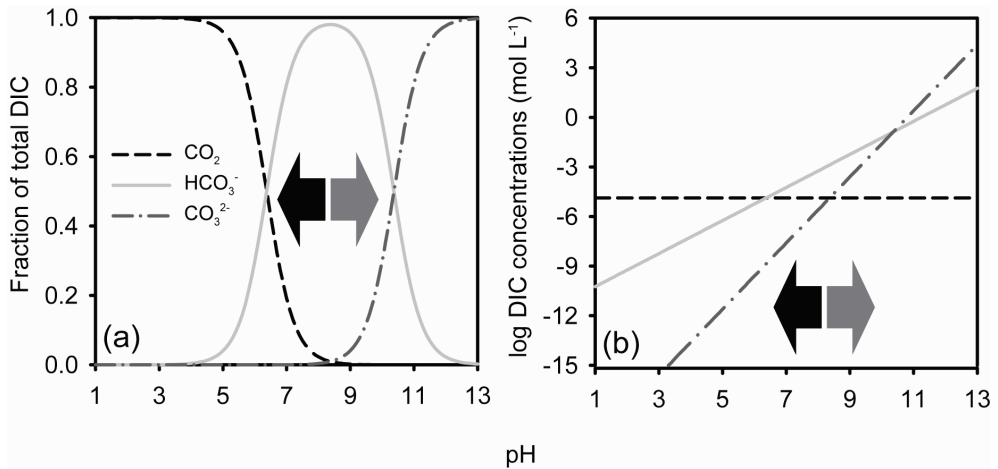 Fraction of total DIC
1.0
0.8
0.6
0.4
0.2
0.0
CO₂
HCO₃⁻
CO₃²⁻
(a)
1 3 5 7 9 11 13
log DIC concentrations (mol L⁻¹)
6
3
0
-3
-6
-9
-12
-15
(b)
1 3 5 7 9 11 13
pH